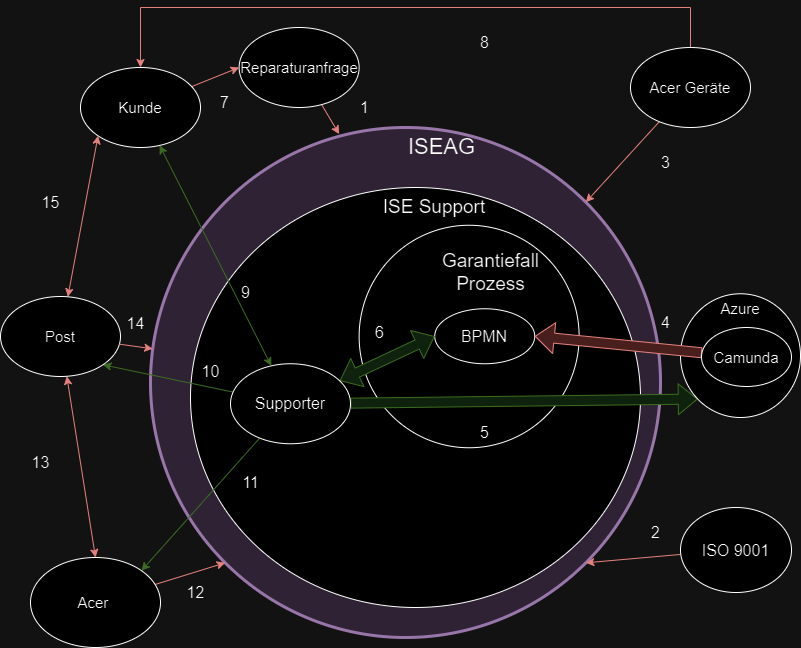 8
Reparaturanfrage
Acer Geräte
Kunde
7
1
ISEAG
3
ISE Support
15
Garantiefall
Prozess
9
Azure
14
6
4
Post
BPMN
Camunda
10
Supporter
5
13
11
2
ISO 9001
12
Acer